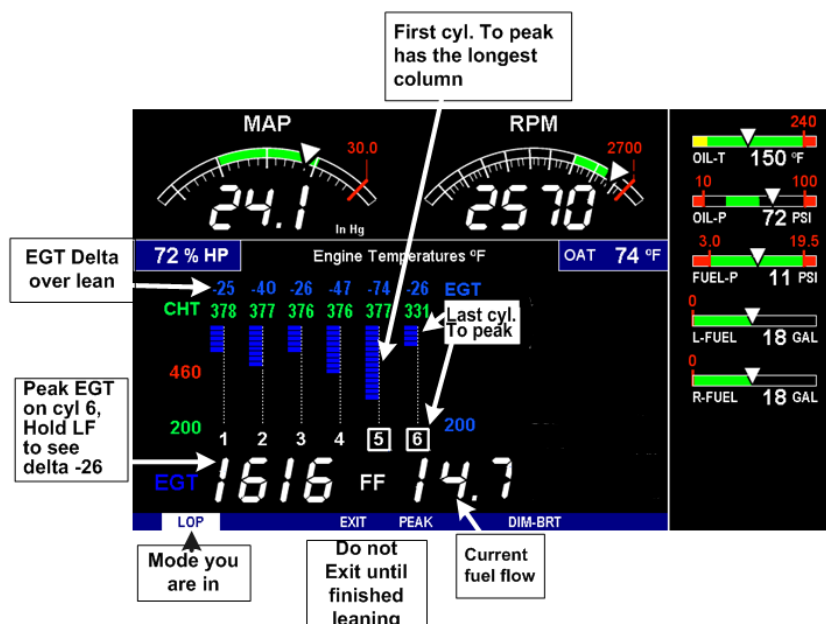 First cyl. To peak
has the longest
column
MAP
30.0
24.1
In Hg
RPM
2700
2570
240
OIL-T 150 ºF
10 100
OIL-P 72 PSI
3.0 19.5
FUEL-P 11 PSI
0
L-FUEL 18 GAL
0
R-FUEL 18 GAL
EGT Delta
over lean
72 % HP
Engine Temperatures ºF
OAT 74 ºF
-25 -40 -26 -47 -74 -26 EGT
CHT 378 377 376 376 377 331
Last cyl.
To peak
460
200
200
1 2 3 4 5 6
Peak EGT
on cyl 6,
Hold LF
to see
delta -26
EGT 1616 FF 14.7
LOP EXIT PEAK DIM-BRT
Mode you
are in
Do not
Exit until
finished
leaning
Current
fuel flow